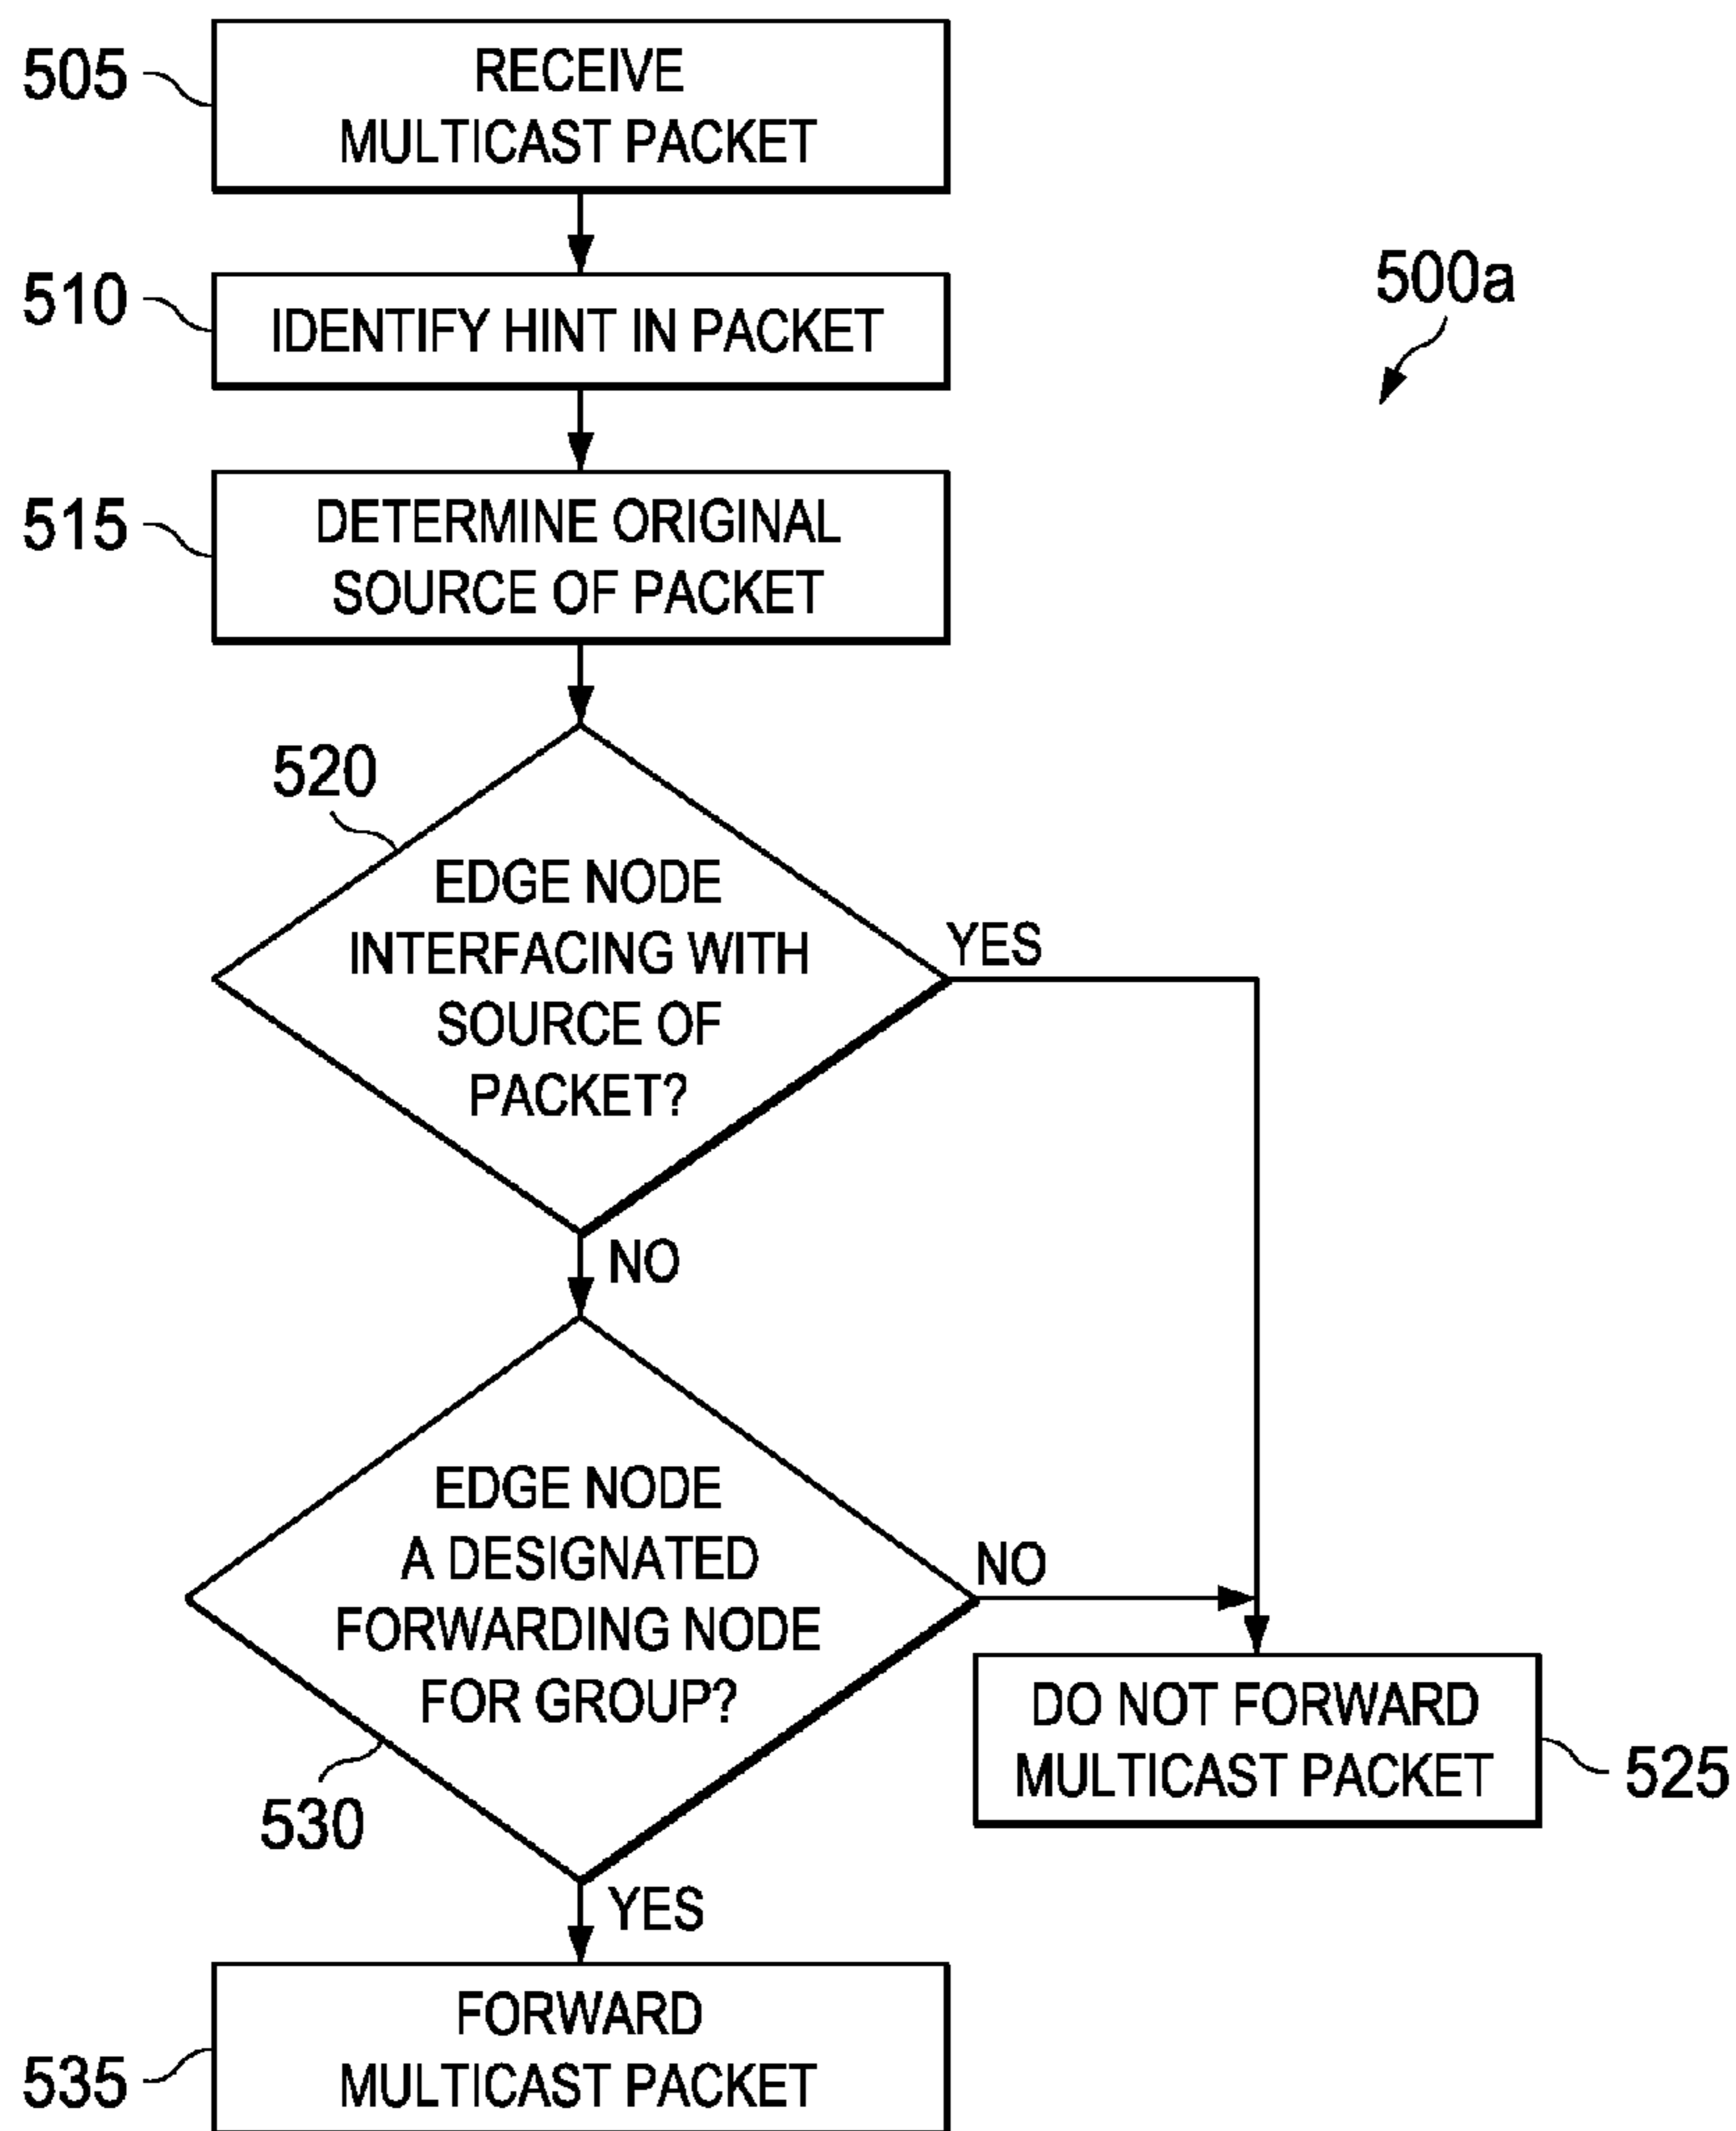 505
RECEIVE
MULTICAST PACKET
510
IDENTIFY HINT IN PACKET
500a
515
DETERMINE ORIGINAL
SOURCE OF PACKET
520
EDGE NODE
INTERFACING WITH
SOURCE OF
PACKET?
YES
NO
EDGE NODE
A DESIGNATED
FORWARDING NODE
FOR GROUP?
NO
530
DO NOT FORWARD
MULTICAST PACKET
525
YES
535
FORWARD
MULTICAST PACKET